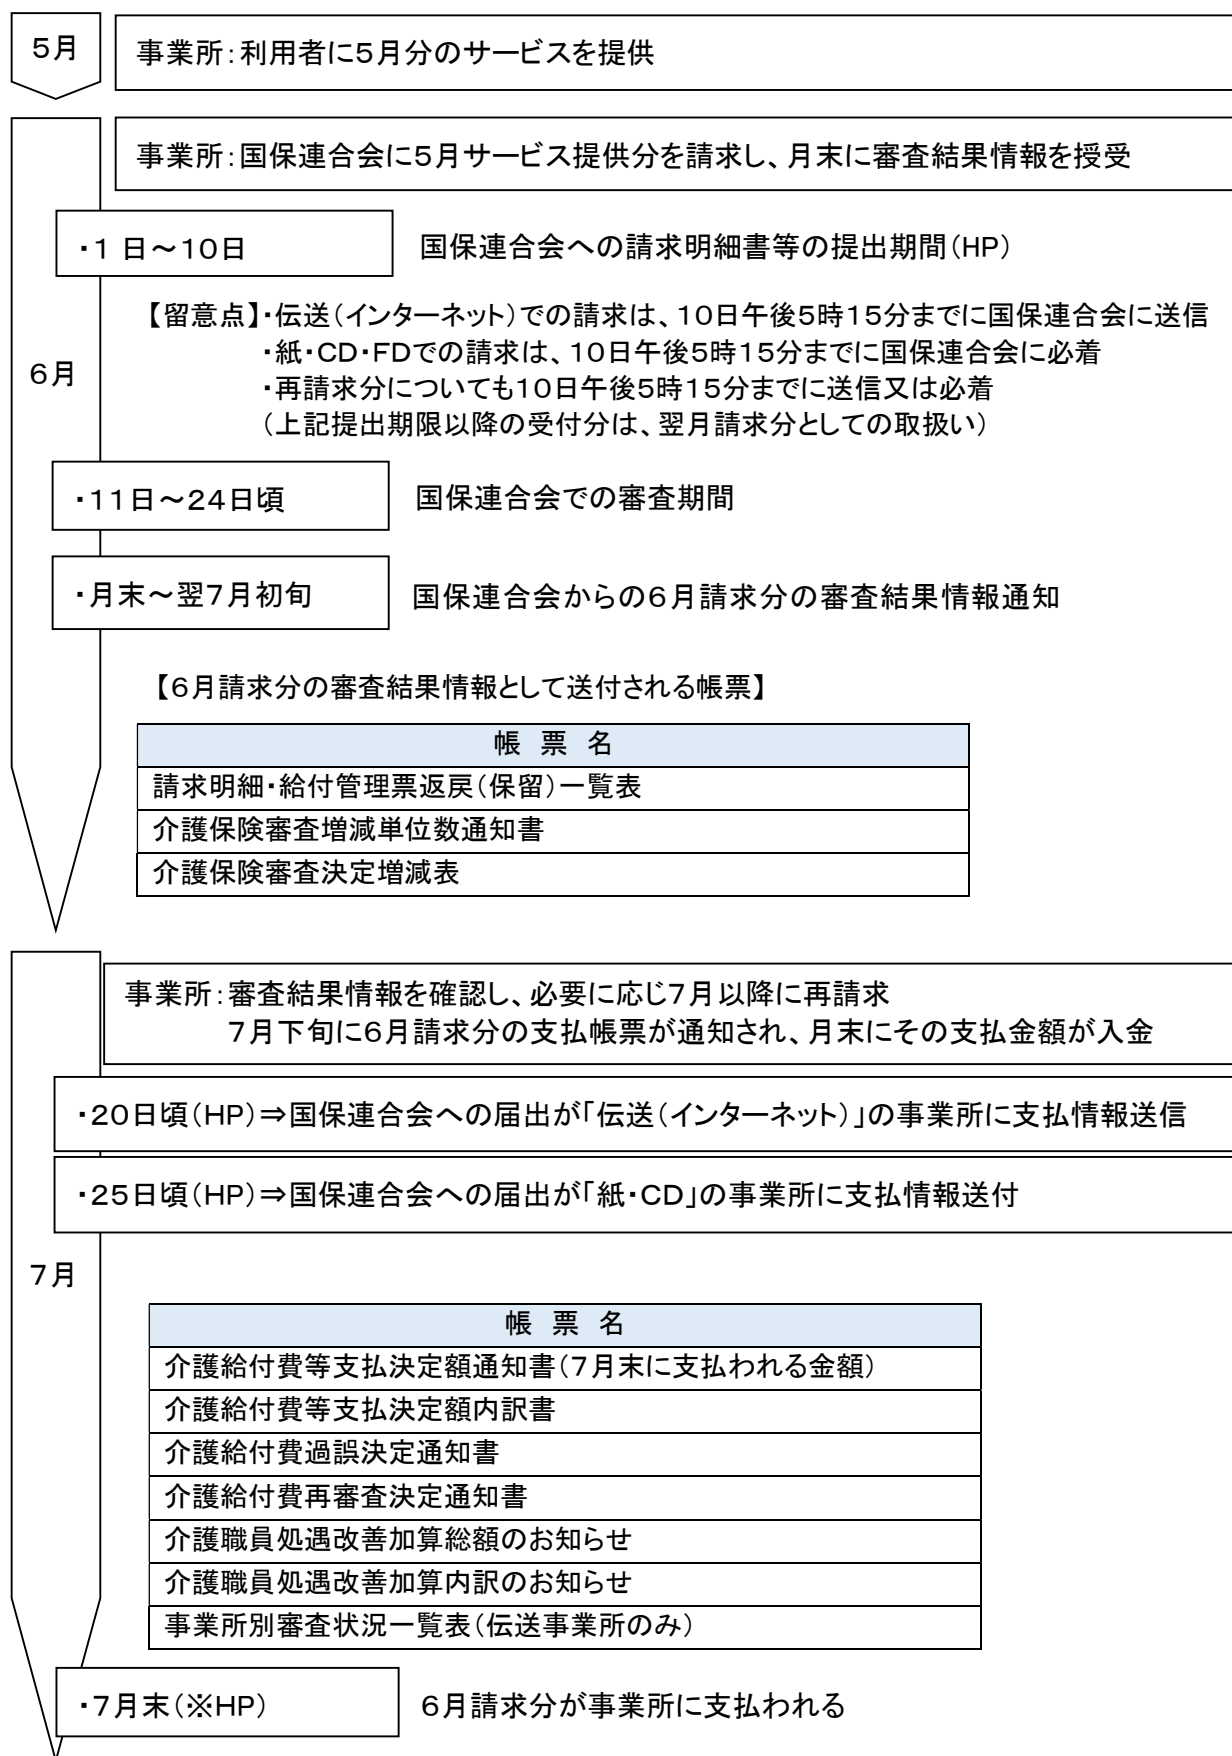 5月
事業所：利用者に5月分のサービスを提供
事業所：国保連合会に5月サービス提供分を請求し、月末に審査結果情報を授受
・1 日～10日
国保連合会への請求明細書等の提出期間(HP)
【留意点】・伝送（インターネット）での請求は、10日午後5時15分までに国保連合会に送信
・紙・CD・FDでの請求は、10日午後5時15分までに国保連合会に必着
6月
・再請求分についても10日午後5時15分までに送信又は必着
（上記提出期限以降の受付分は、翌月請求分としての取扱い）
・11日～24日頃
国保連合会での審査期間
・月末～翌7月初旬
国保連合会からの6月請求分の審査結果情報通知
【6月請求分の審査結果情報として送付される帳票】
帳 票 名
請求明細・給付管理票返戻（保留）一覧表
介護保険審査増減単位数通知書
介護保険審査決定増減表
事業所：審査結果情報を確認し、必要に応じ7月以降に再請求
7月下旬に6月請求分の支払帳票が通知され、月末にその支払金額が入金
・20日頃(HP)⇒国保連合会への届出が「伝送（インターネット）」の事業所に支払情報送信
・25日頃(HP)⇒国保連合会への届出が「紙・CD」の事業所に支払情報送付
7月
帳 票 名
介護給付費等支払決定額通知書（7月末に支払われる金額）
介護給付費等支払決定額内訳書
介護給付費過誤決定通知書
介護給付費再審査決定通知書
介護職員処遇改善加算総額のお知らせ
介護職員処遇改善加算内訳のお知らせ
事業所別審査状況一覧表（伝送事業所のみ）
・7月末(※HP)
6月請求分が事業所に支払われる